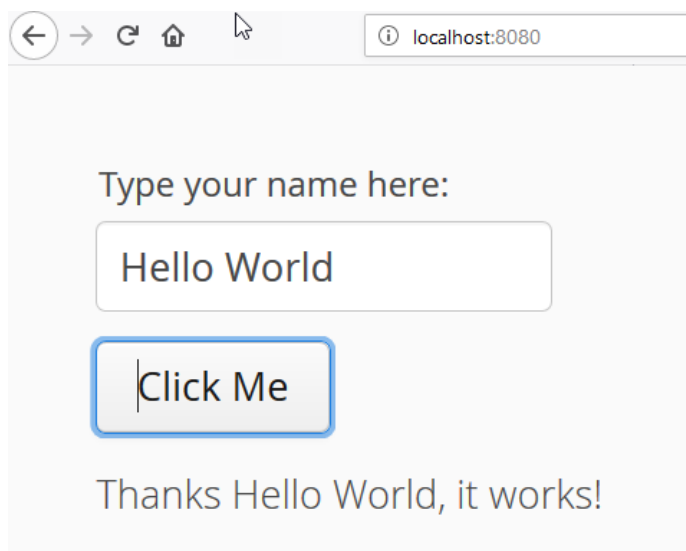 localhost:8080
Type your name here:
Hello World
Click Me
Thanks Hello World, it works!